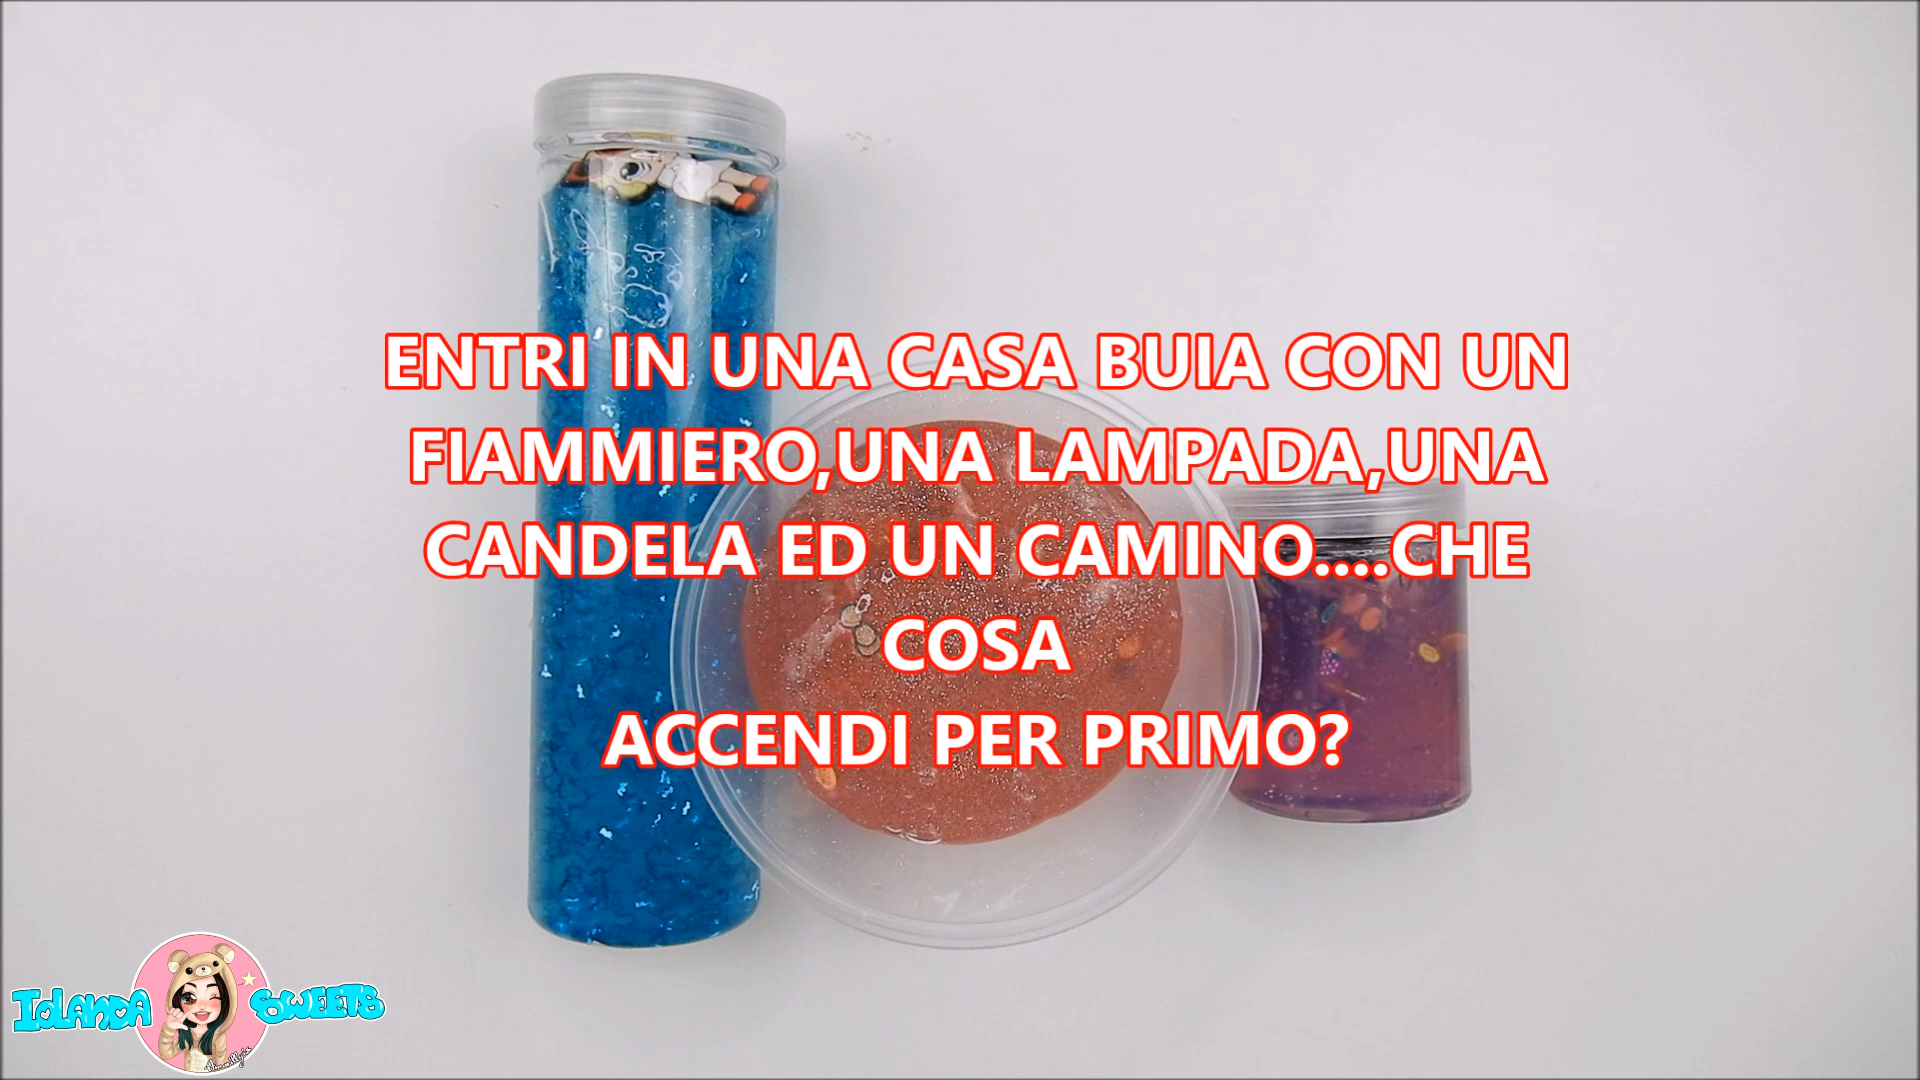 ENTRI IN UNA CASA BUIA CON UN
FIAMMIERO,UNA LAMPADA,UNA
CANDELA ED UN CAMINO....CHE
COSA
ACCENDI PER PRIMO?
IOLANDA SWEETS